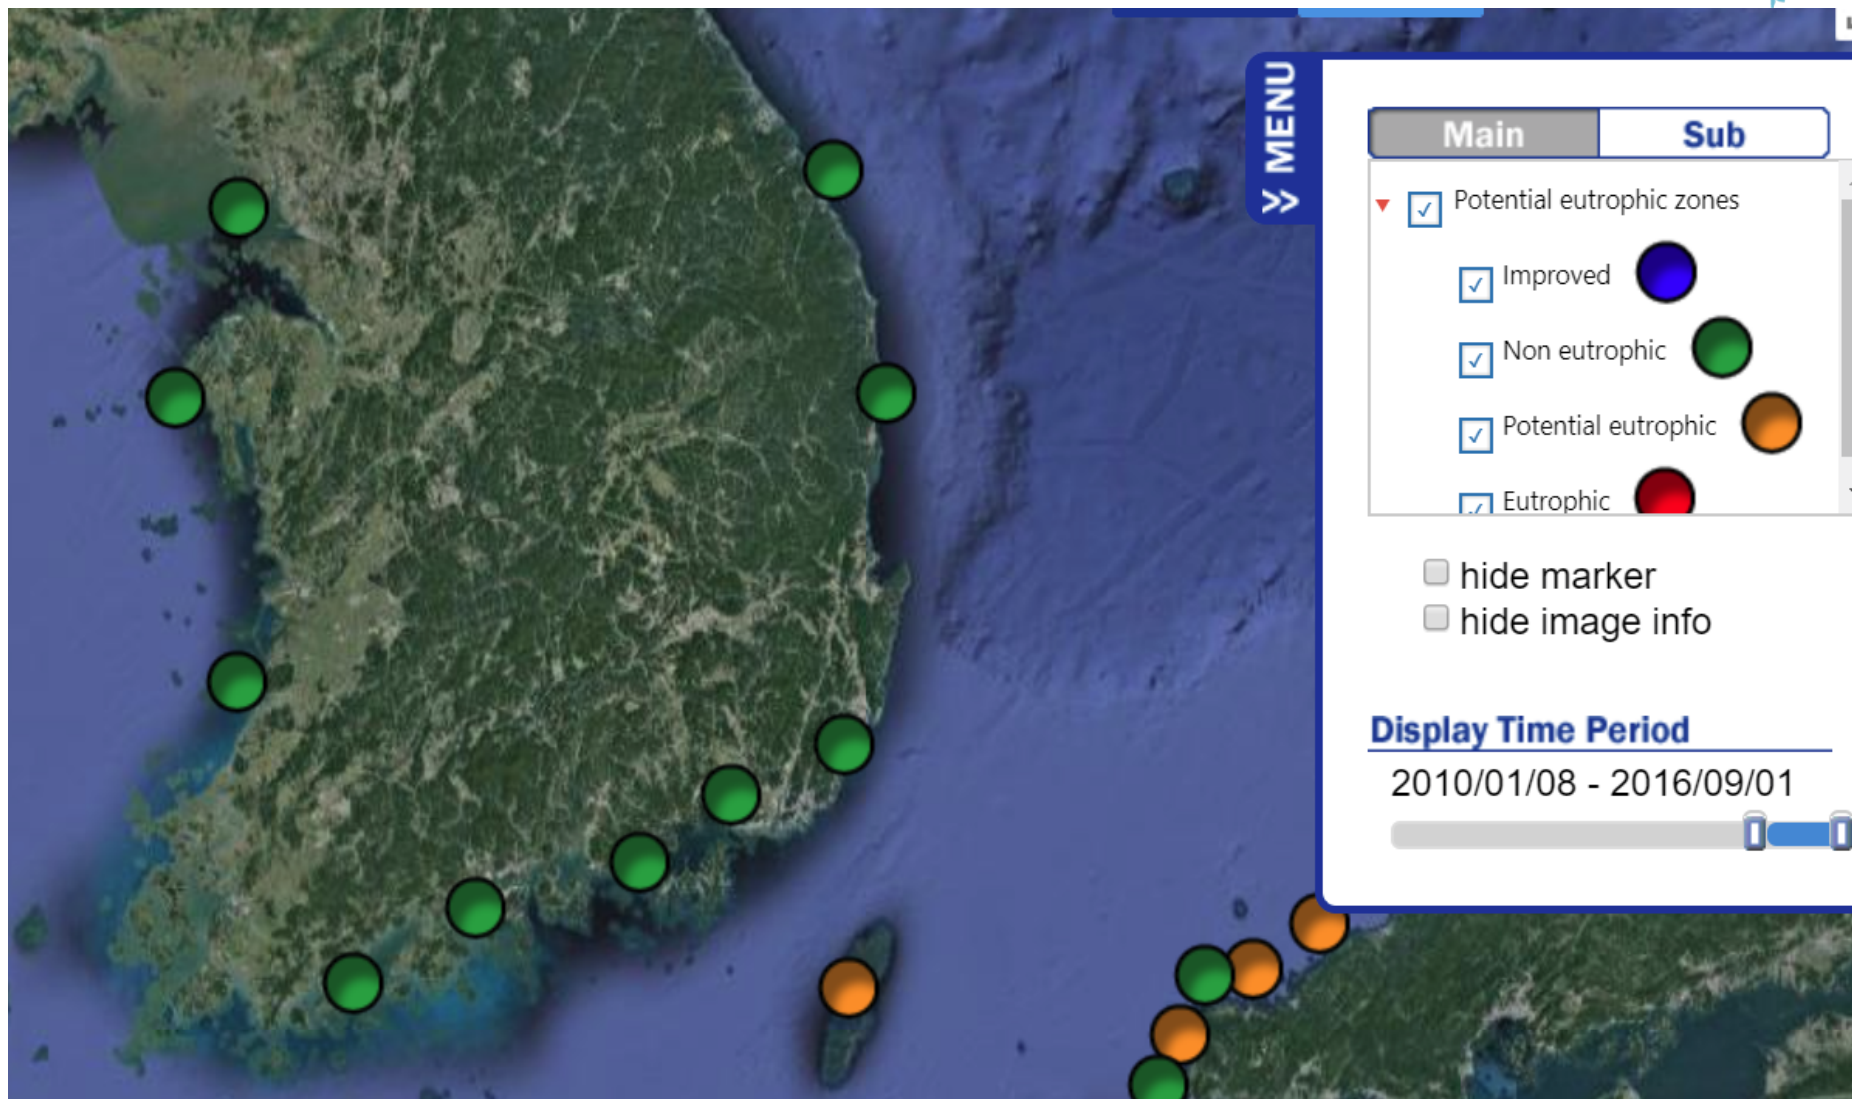 >> MENU
Main Sub
Potential eutrophic zones
Improved
Non eutrophic
Potential eutrophic
Eutrophic
hide marker
hide image info
Display Time Period
2010/01/08 - 2016/09/01